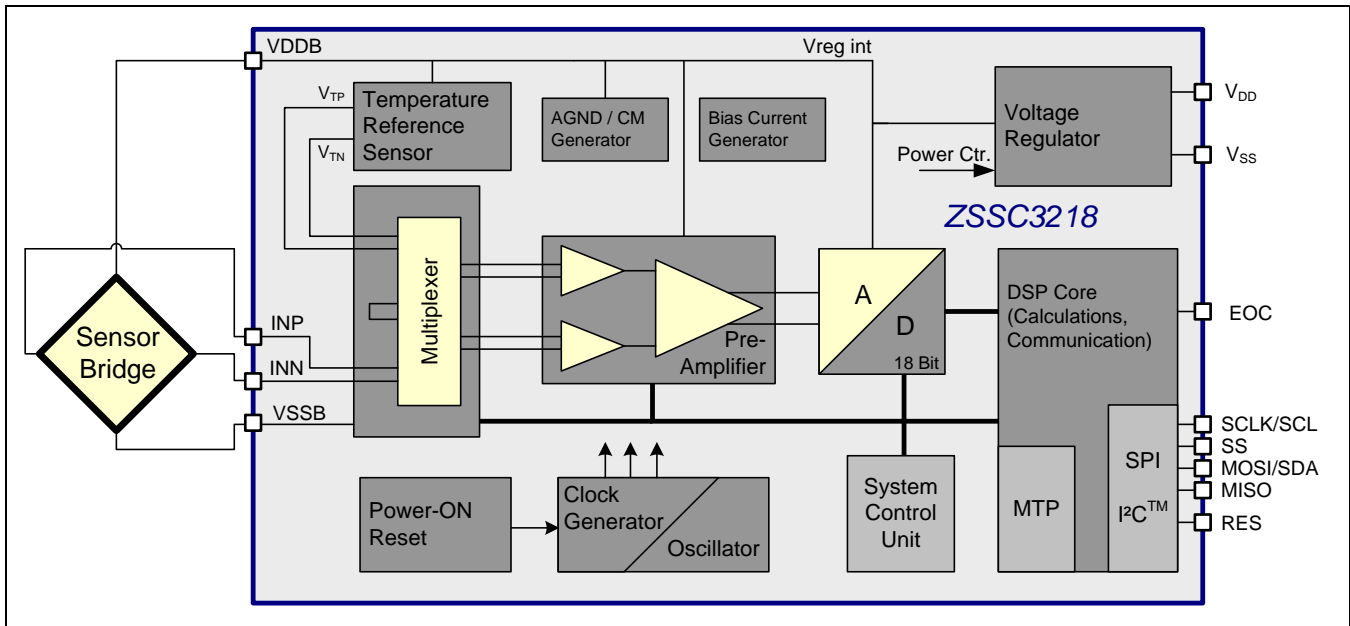 VDDB
Vreg int
VTP
VTN
Temperature
Reference
Sensor
AGND / CM
Generator
Bias Current
Generator
Voltage
Regulator
VDD
VSS
Power Ctr.
ZSSC3218
Sensor
Bridge
INP
INN
VSSB
Multiplexer
Pre-
Amplifier
A
D
18 Bit
DSP Core
(Calculations,
Communication)
EOC
Power-ON
Reset
Clock
Generator
Oscillator
System
Control
Unit
MTP
SPI
I²C™
SCLK/SCL
SS
MOSI/SDA
MISO
RES